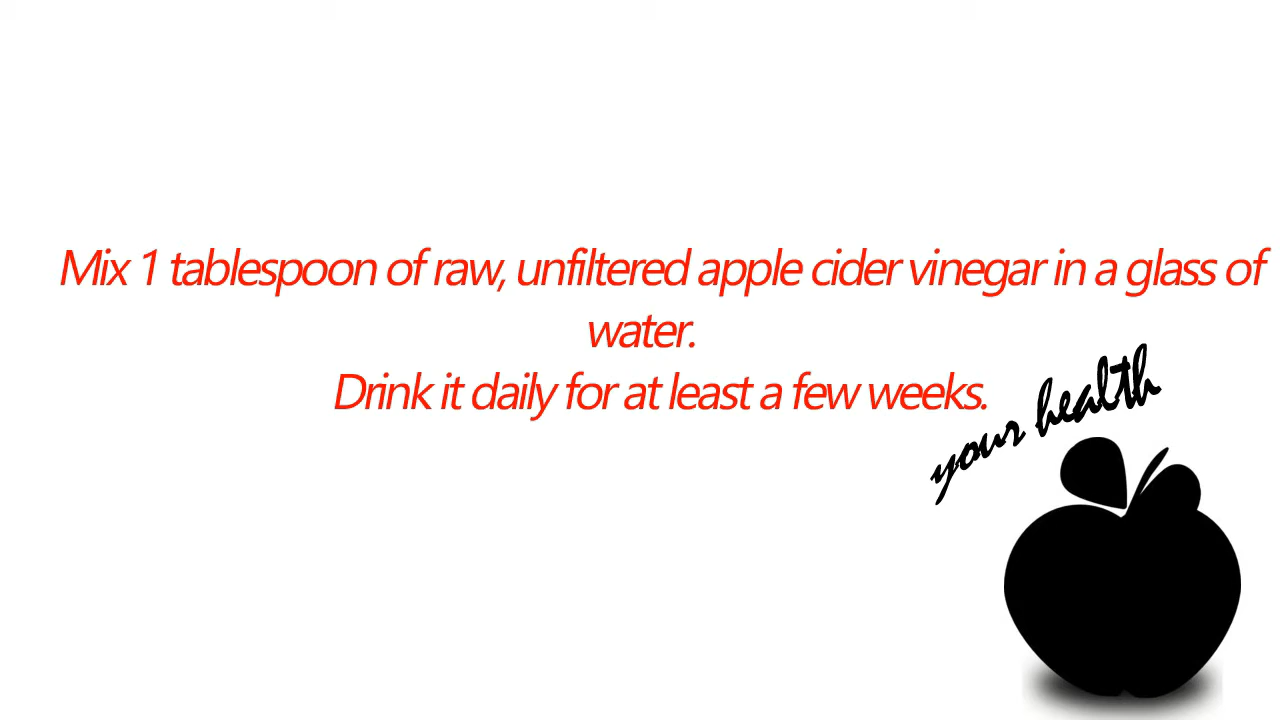 Mix 1 tablespoon of raw, unfiltered apple cider vinegar in a glass of
water.
Drink it daily for at least a few weeks.
your health